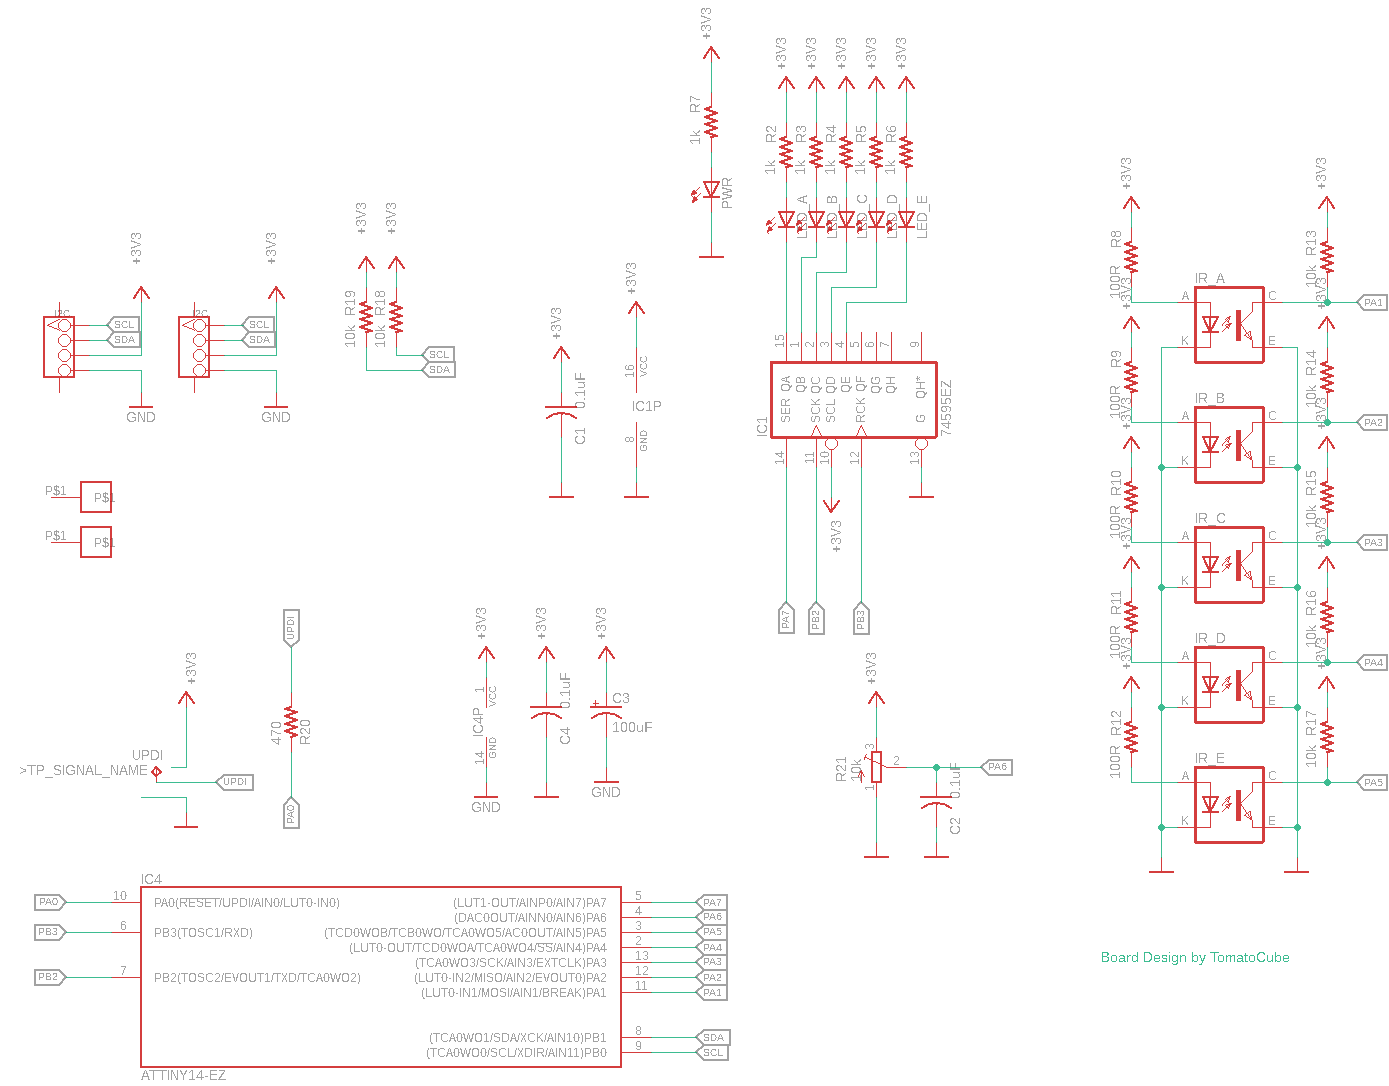 +3V3
R7
1k
PWR
+3V3
+3V3
+3V3
+3V3
+3V3
R2
1k
R3
1k
R4
1k
R5
1k
R6
1k
LED_A
LED_B
LED_C
LED_D
LED_E
15
1
2
3
4
5
6
7
9
QA
QB
QC
QD
QE
QF
QG
QH
QH*
SER
SCK
SCL
RCK
G
IC1
74595EZ
14
11
10
12
13
+3V3
PA7
PB2
PB3
I2C
+3V3
SCL
SDA
GND
I2C
+3V3
SCL
SDA
GND
+3V3
+3V3
R19
10k
R18
10k
SCL
SDA
+3V3
0.1uF
C1
+3V3
16
VCC
IC1P
8
GND
P$1
P$1
P$1
P$1
UPDI
470
R20
PA0
+3V3
UPDI
>TP_SIGNAL_NAME
UPDI
+3V3
1
VCC
IC4P
14
GND
GND
+3V3
0.1uF
C4
+3V3
C3
+
100uF
GND
+3V3
R21
10k
3
2
1
PA6
0.1uF
C2
+3V3
+3V3
R8
100R
R13
10k
IR_A
A
K
C
E
PA1
+3V3
+3V3
R9
100R
R14
10k
IR_B
A
K
C
E
PA2
+3V3
+3V3
R10
100R
R15
10k
IR_C
A
K
C
E
PA3
+3V3
+3V3
R11
100R
R16
10k
IR_D
A
K
C
E
PA4
+3V3
+3V3
R12
100R
R17
10k
IR_E
A
K
C
E
PA5
IC4
PA0 10 PA0(RESET/UPDI/AIN0/LUT0-IN0)
PB3 6 PB3(TOSC1/RXD)
PB2 7 PB2(TOSC2/EVOUT1/TXD/TCA0WO2)
(LUT1-OUT/AINP0/AIN7)PA7 5 PA7
(DAC0OUT/AINN0/AIN6)PA6 4 PA6
(TCD0WOB/TCB0WO/TCA0WO5/AC0OUT/AIN5)PA5 3 PA5
(LUT0-OUT/TCD0WOA/TCA0WO4/SS/AIN4)PA4 2 PA4
(TCA0WO3/SCK/AIN3/EXTCLK)PA3 13 PA3
(LUT0-IN2/MISO/AIN2/EVOUT0)PA2 12 PA2
(LUT0-IN1/MOSI/AIN1/BREAK)PA1 11 PA1
(TCA0WO1/SDA/XCK/AIN10)PB1 8 SDA
(TCA0WO0/SCL/XDIR/AIN11)PB0 9 SCL
ATTINY14-EZ
Board Design by TomatoCube